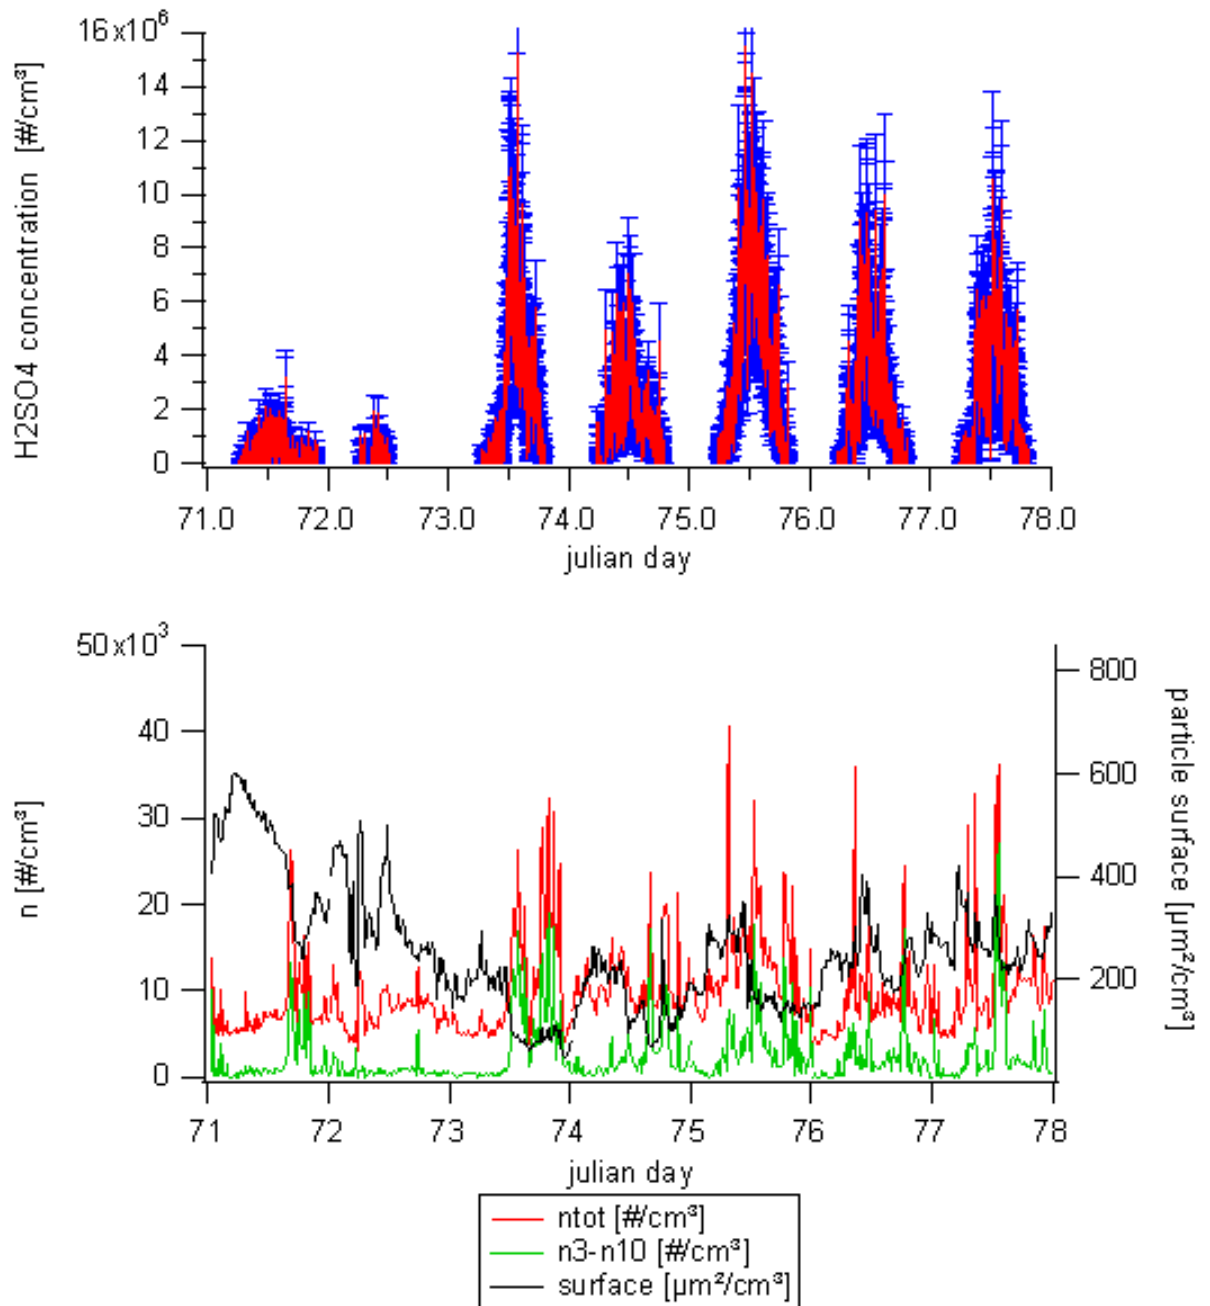 16x10⁶
14
12
10
8
6
4
2
0
H2SO4 concentration [#/cm³]
71.0 72.0 73.0 74.0 75.0 76.0 77.0 78.0
julian day
50x10³
40
30
20
10
0
n [#/cm³]
800
600
400
200
particle surface [µm²/cm³]
71 72 73 74 75 76 77 78
julian day
ntot [#/cm³]
n3-n10 [#/cm³]
surface [µm²/cm³]